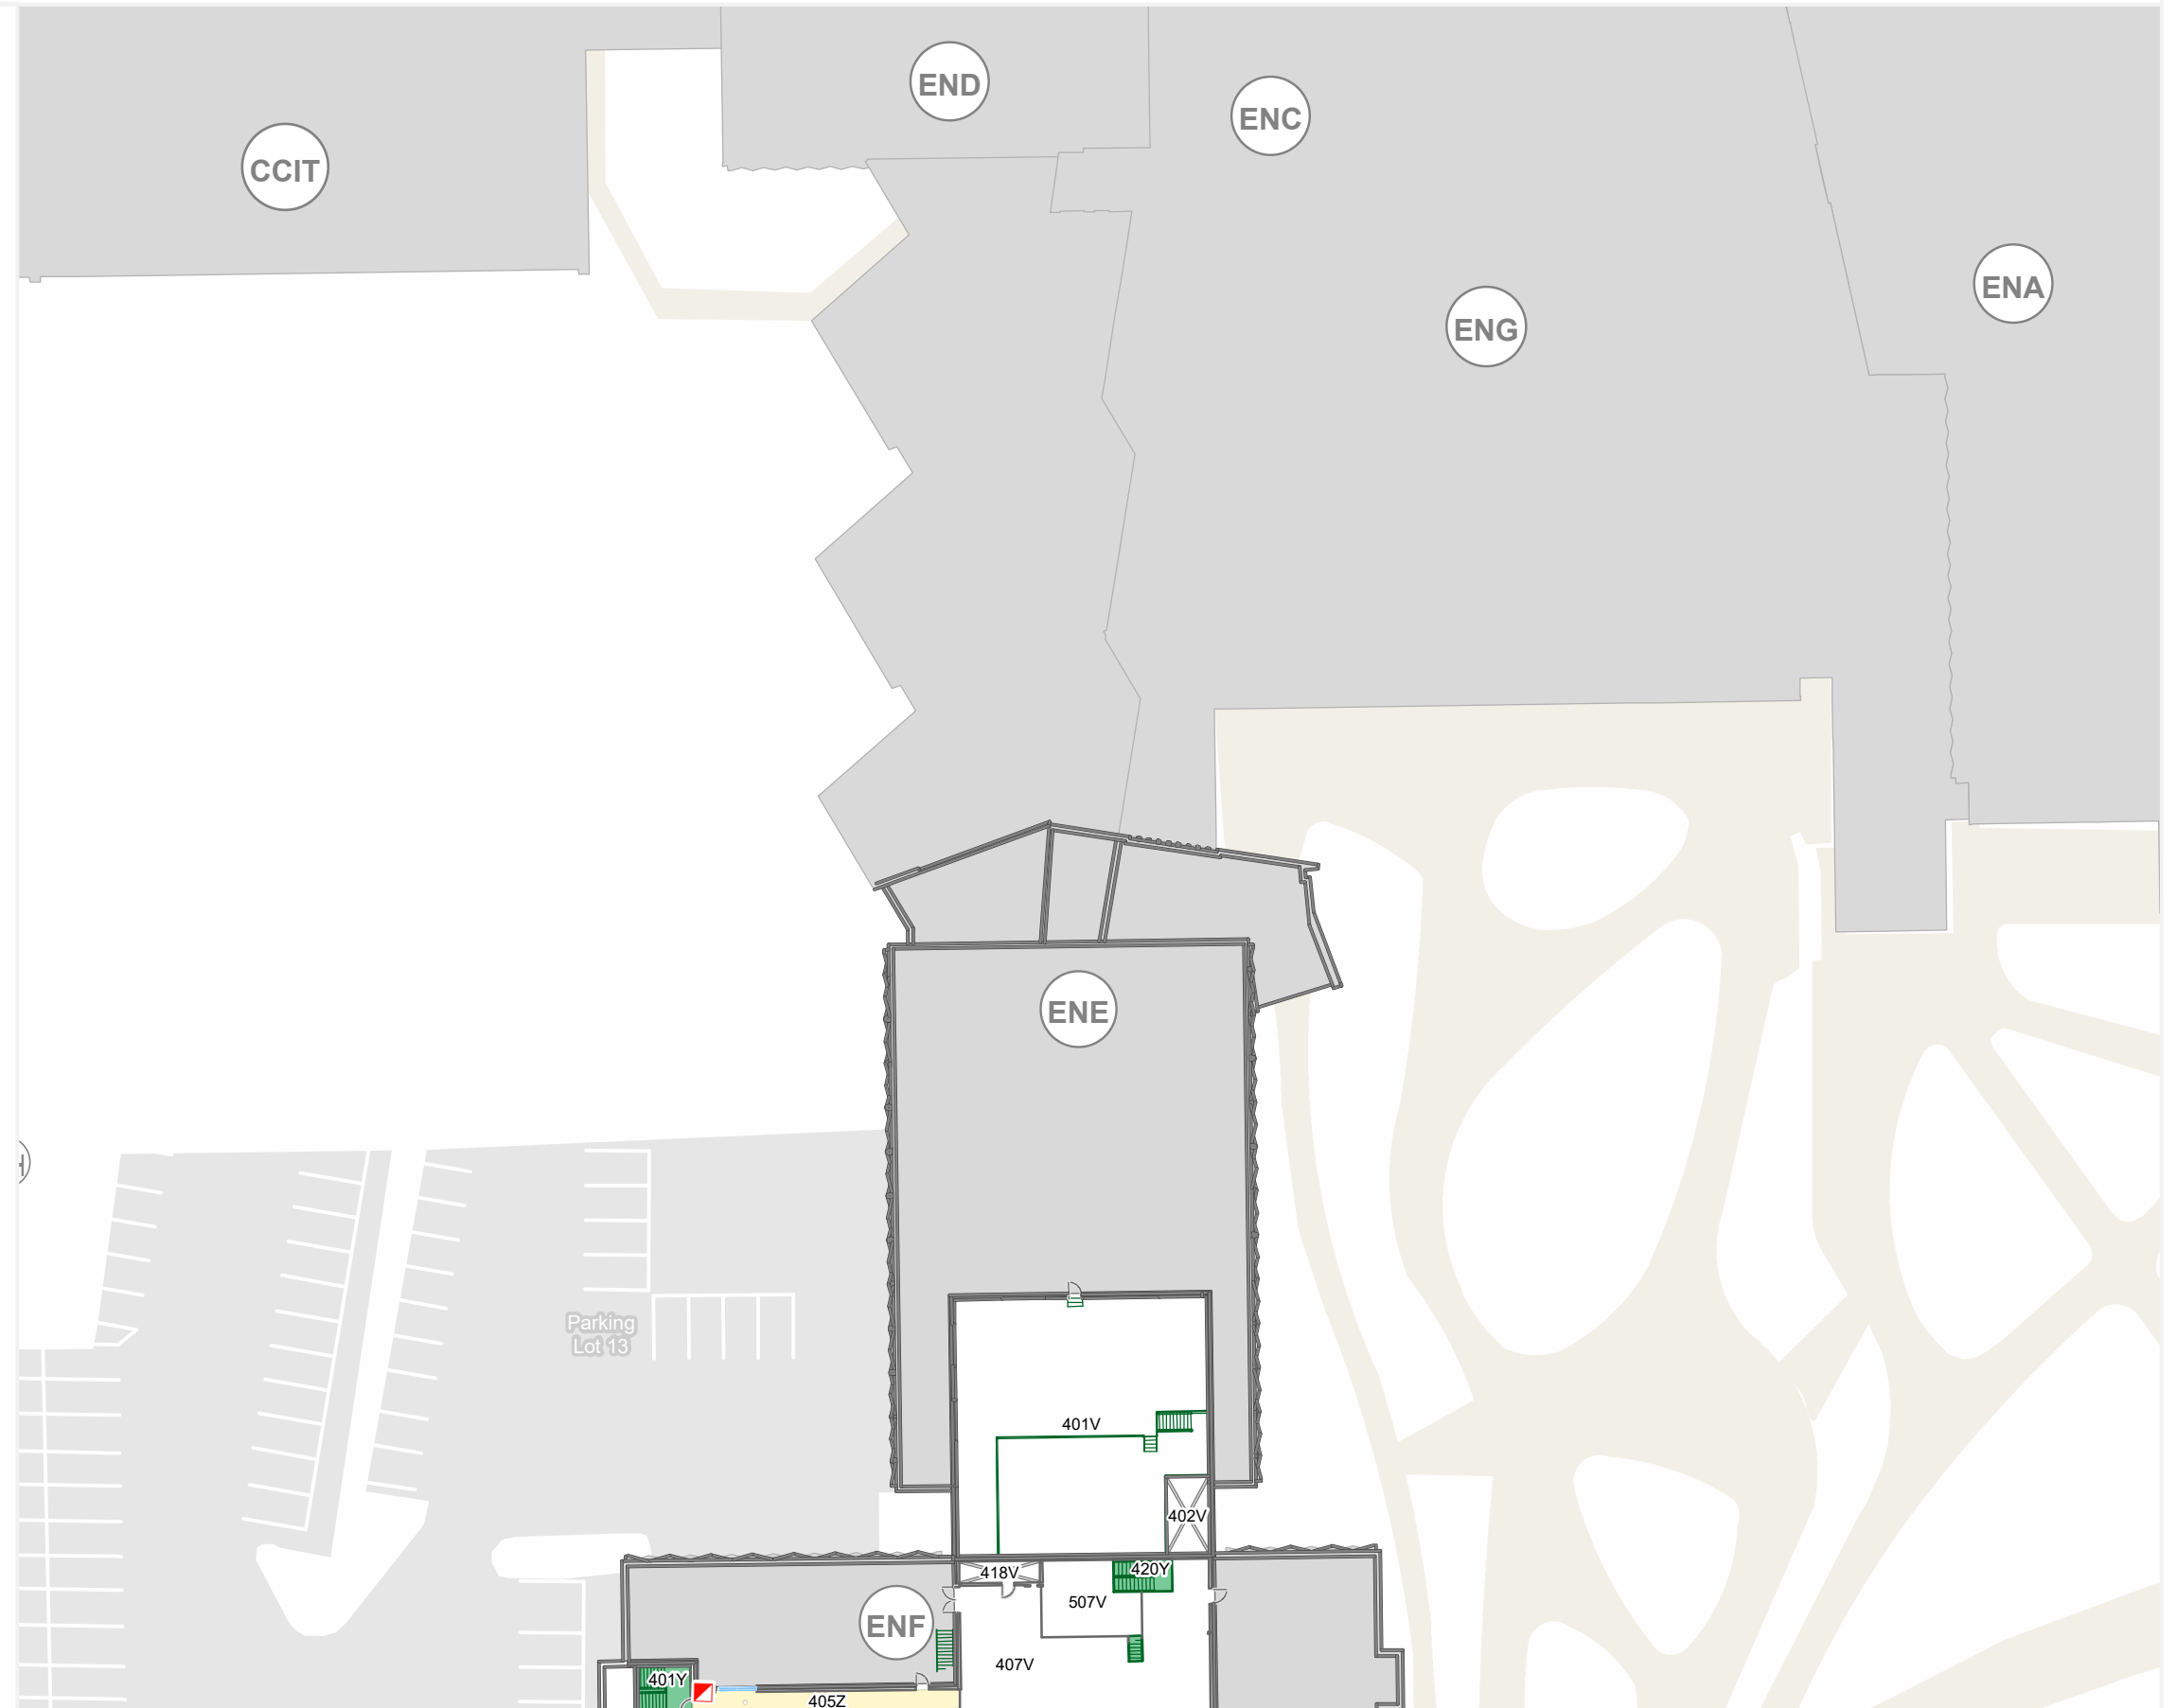 END
ENC
CCIT
ENA
ENG
ENE
Parking
Lot 13
401V
402V
418V
420Y
507V
ENF
407V
401Y
405Z